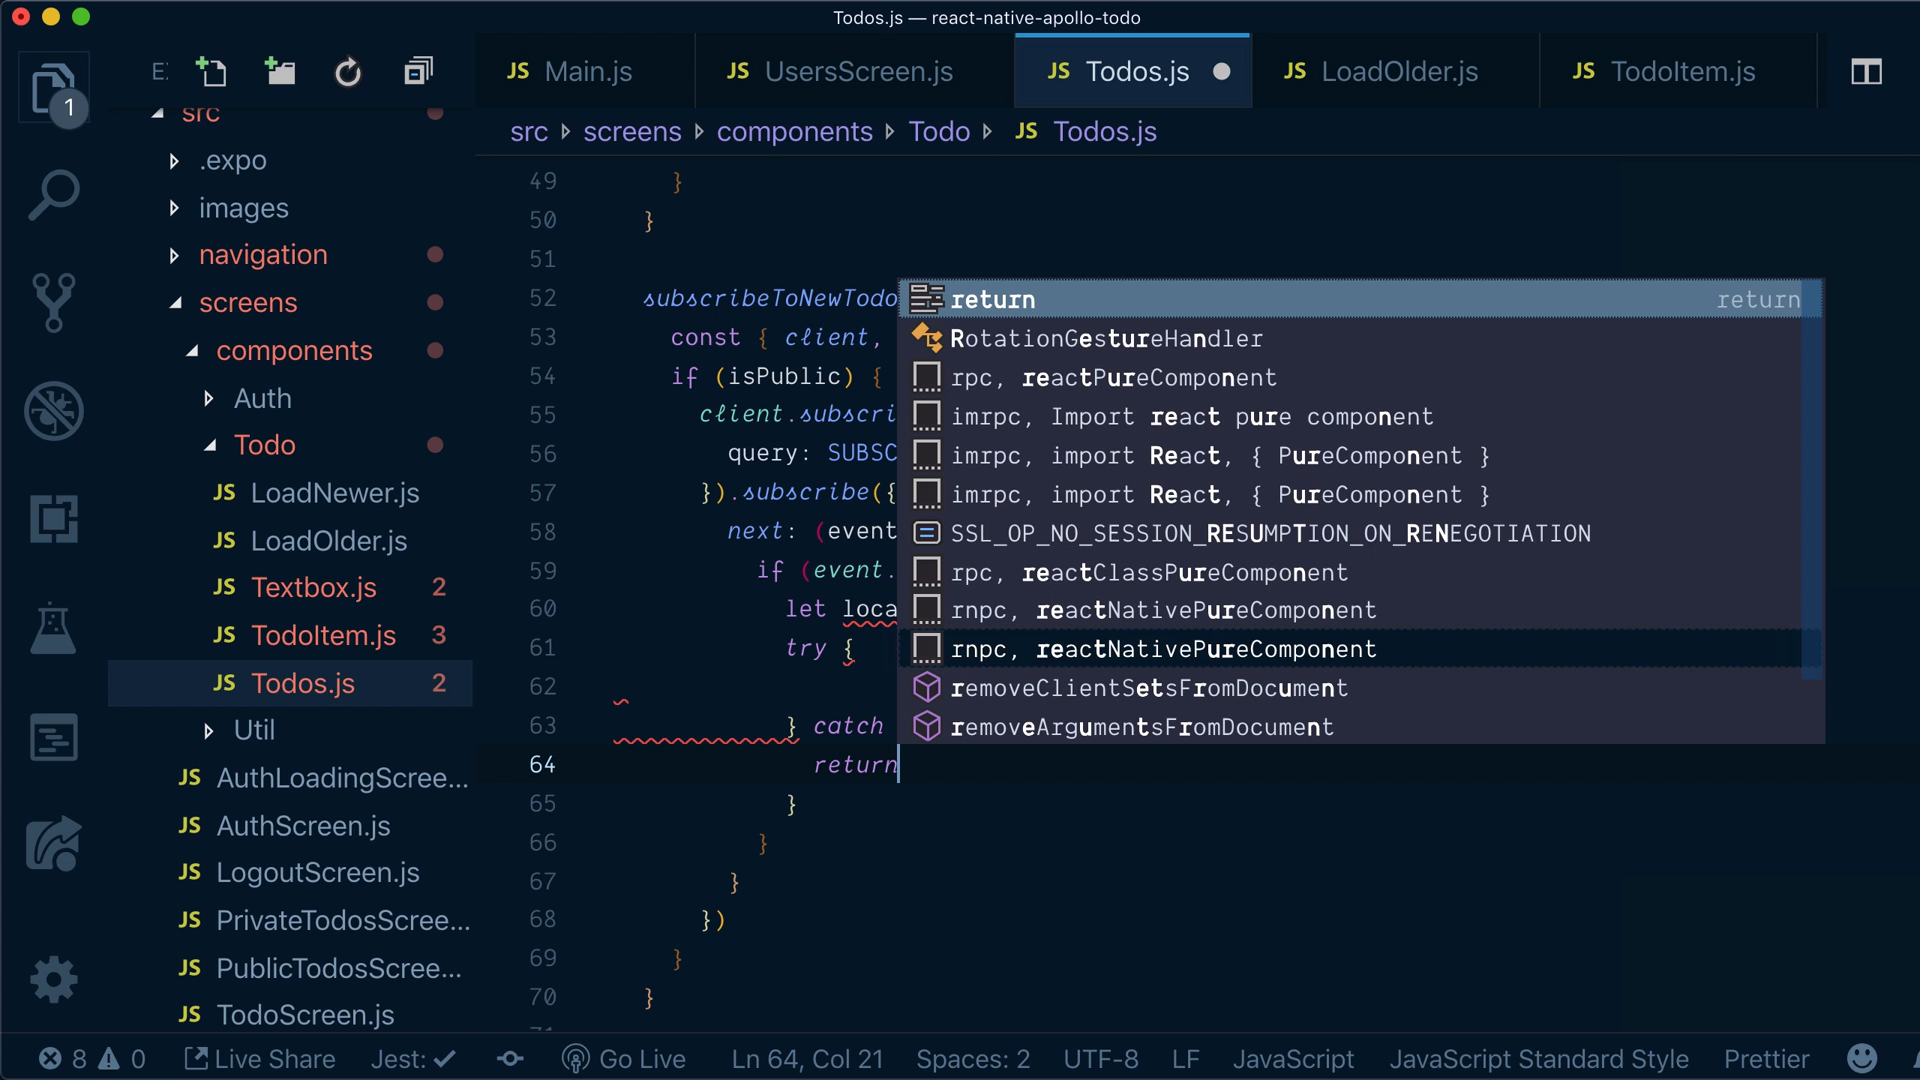 Todos.js — react-native-apollo-todo
E:
JS Main.js
JS UsersScreen.js
JS Todos.js
JS LoadOlder.js
JS TodoItem.js
1
src
.expo
images
navigation
screens
components
Auth
Todo
JS LoadNewer.js
JS LoadOlder.js
JS Textbox.js 2
JS TodoItem.js 3
JS Todos.js 2
Util
JS AuthLoadingScree...
JS AuthScreen.js
JS LogoutScreen.js
JS PrivateTodosScree...
JS PublicTodosScree...
JS TodoScreen.js
src screens components Todo JS Todos.js
49 }
50 }
51
52 subscribeToNewTodo
53 const { client,
54 if (isPublic) {
55 client.subscri
56 query: SUBSC
57 }).subscribe({
58 next: (event
59 if (event.
60 let loca
61 try {
62
63 } catch
64 return
65 }
66 }
67 }
68 })
69 }
70 }
71
return return
RotationGestureHandler
rpc, reactPureComponent
imrpc, Import react pure component
imrpc, import React, { PureComponent }
imrpc, import React, { PureComponent }
SSL_OP_NO_SESSION_RESUMPTION_ON_RENEGOTIATION
rpc, reactClassPureComponent
rnpc, reactNativePureComponent
rnpc, reactNativePureComponent
removeClientSetsFromDocument
removeArgumentsFromDocument
8 0 Live Share Jest: Go Live Ln 64, Col 21 Spaces: 2 UTF-8 LF JavaScript JavaScript Standard Style Prettier